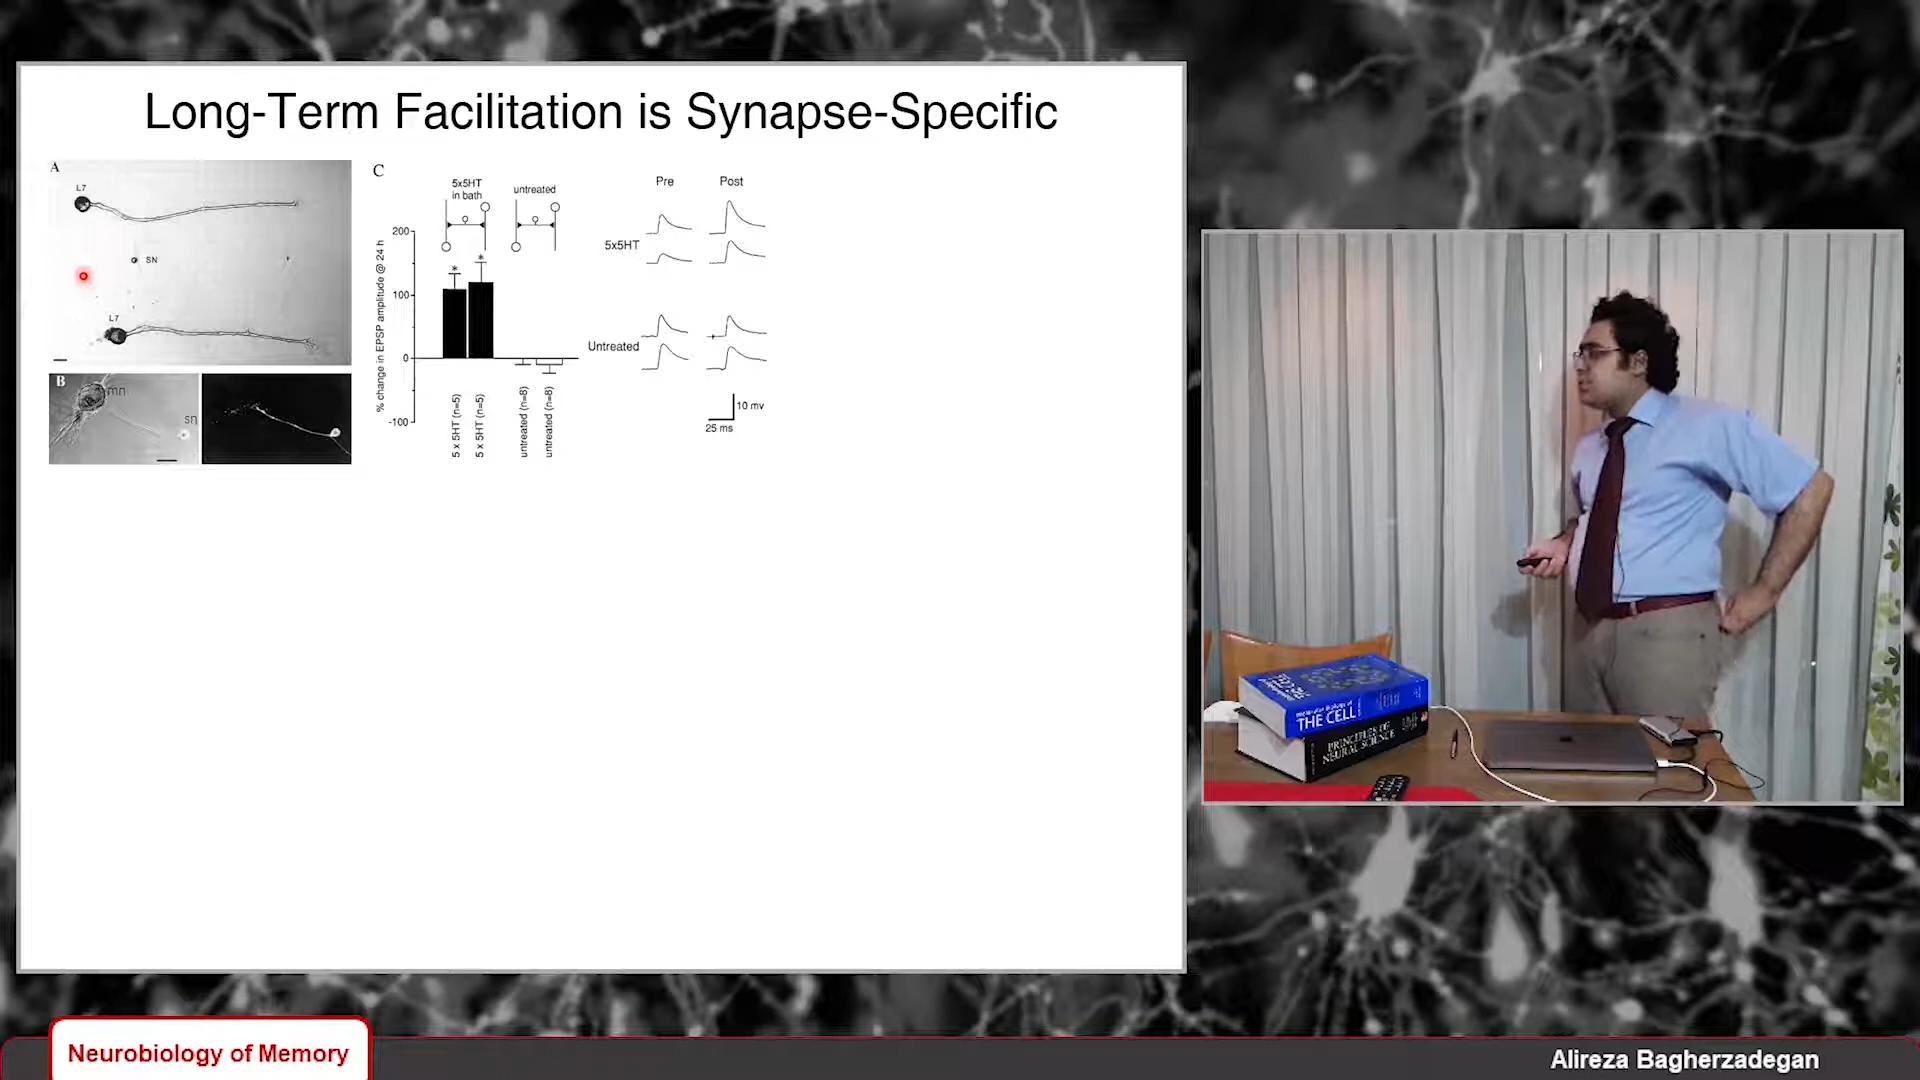 Long-Term Facilitation is Synapse-Specific
A
L7
SN
L7
B
mn
sn
C
5x5HT
in bath
untreated
% change in EPSP amplitude @ 24 h
200
100
0
-100
*
*
5 x 5HT (n=5)
5 x 5HT (n=5)
untreated (n=8)
untreated (n=8)
Pre
Post
5x5HT
Untreated
10 mv
25 ms
THE CELL
PRINCIPLES OF
NEURAL SCIENCE
Neurobiology of Memory
Alireza Bagherzadegan